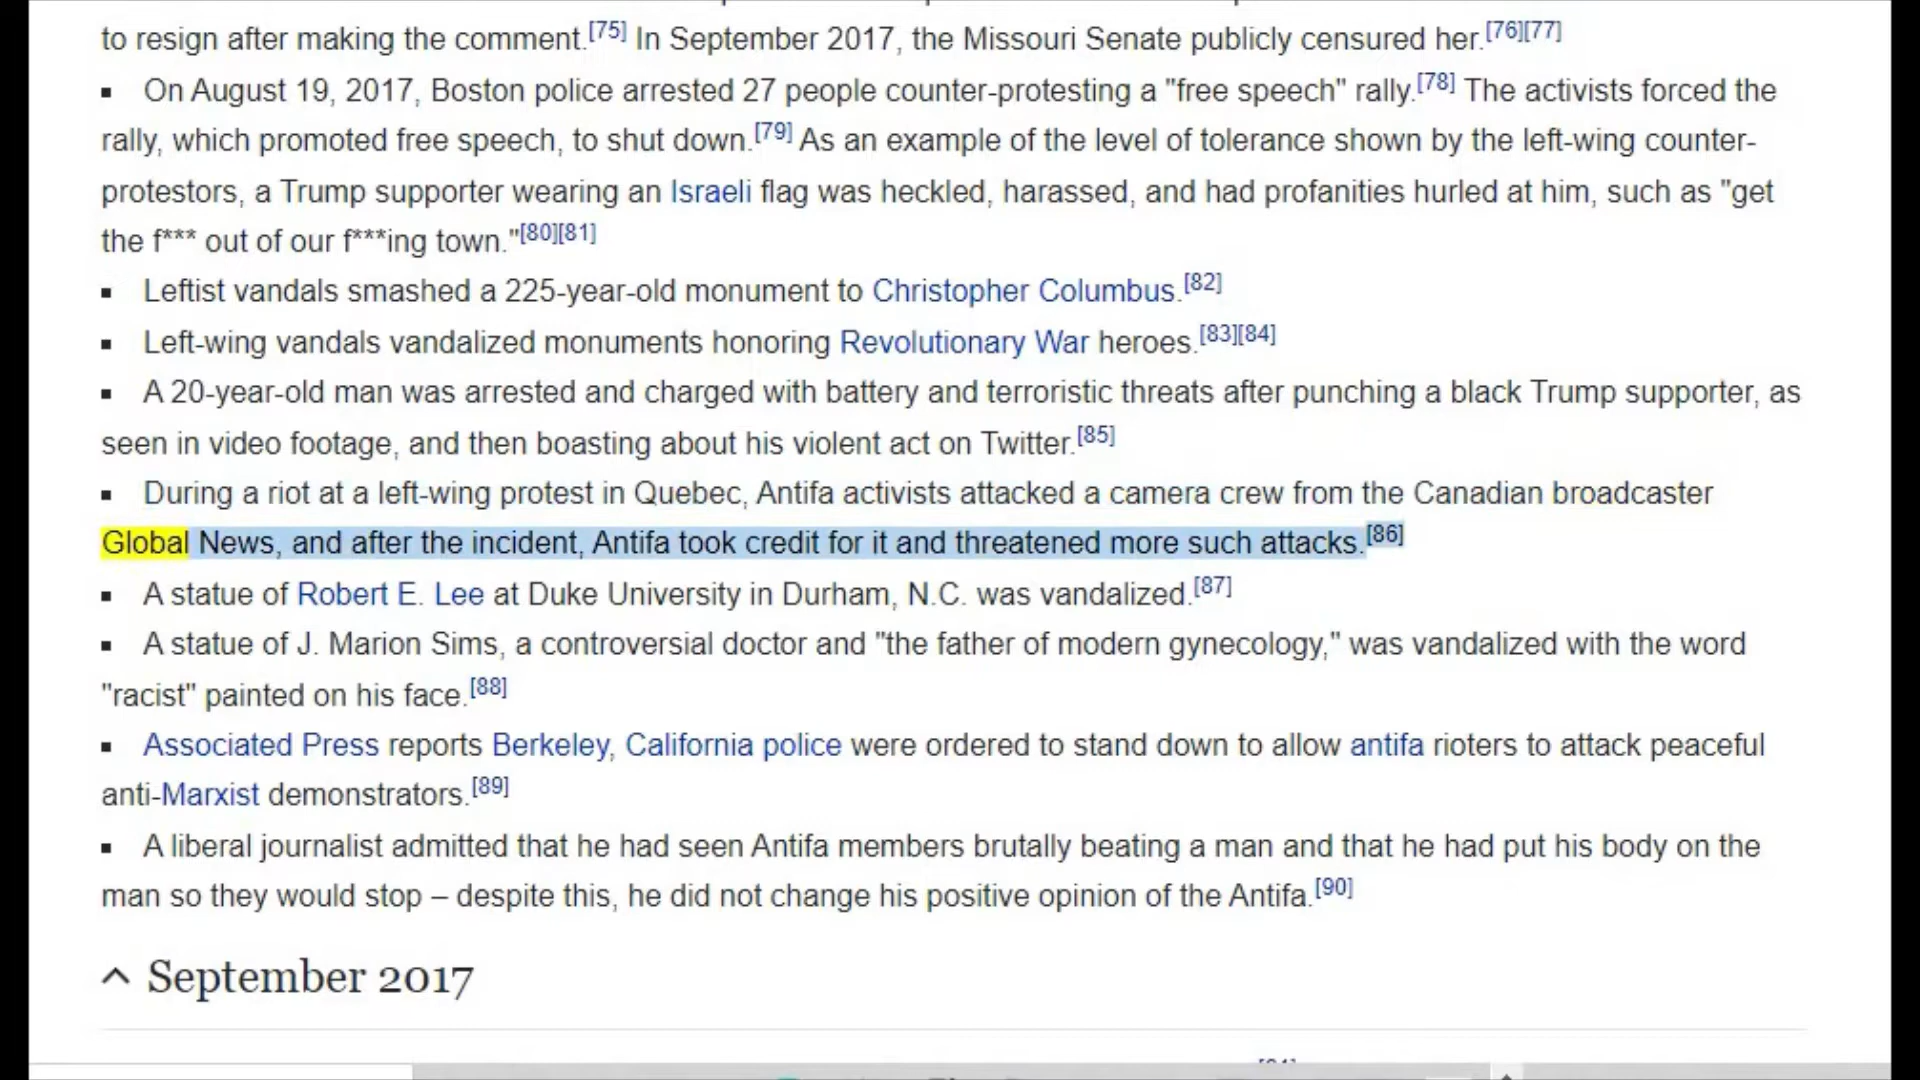 to resign after making the comment.[75] In September 2017, the Missouri Senate publicly censured her.[76][77]
▪ On August 19, 2017, Boston police arrested 27 people counter-protesting a "free speech" rally.[78] The activists forced the
rally, which promoted free speech, to shut down.[79] As an example of the level of tolerance shown by the left-wing counter-
protestors, a Trump supporter wearing an Israeli flag was heckled, harassed, and had profanities hurled at him, such as "get
the f*** out of our f***ing town."[80][81]
▪ Leftist vandals smashed a 225-year-old monument to Christopher Columbus.[82]
▪ Left-wing vandals vandalized monuments honoring Revolutionary War heroes.[83][84]
▪ A 20-year-old man was arrested and charged with battery and terroristic threats after punching a black Trump supporter, as
seen in video footage, and then boasting about his violent act on Twitter.[85]
▪ During a riot at a left-wing protest in Quebec, Antifa activists attacked a camera crew from the Canadian broadcaster
Global News, and after the incident, Antifa took credit for it and threatened more such attacks.[86]
▪ A statue of Robert E. Lee at Duke University in Durham, N.C. was vandalized.[87]
▪ A statue of J. Marion Sims, a controversial doctor and "the father of modern gynecology," was vandalized with the word
"racist" painted on his face.[88]
▪ Associated Press reports Berkeley, California police were ordered to stand down to allow antifa rioters to attack peaceful
anti-Marxist demonstrators.[89]
▪ A liberal journalist admitted that he had seen Antifa members brutally beating a man and that he had put his body on the
man so they would stop – despite this, he did not change his positive opinion of the Antifa.[90]
September 2017